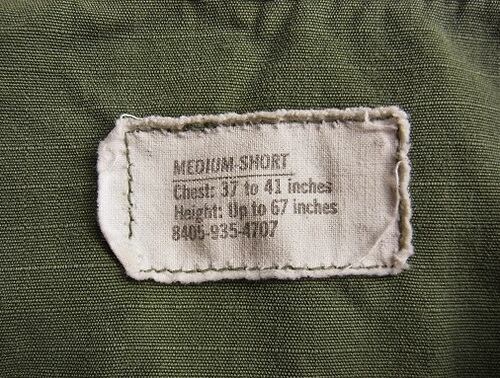 MEDIUM-SHORT
Chest: 37 to 41 inches
Height: Up to 67 inches
8405-935-4707